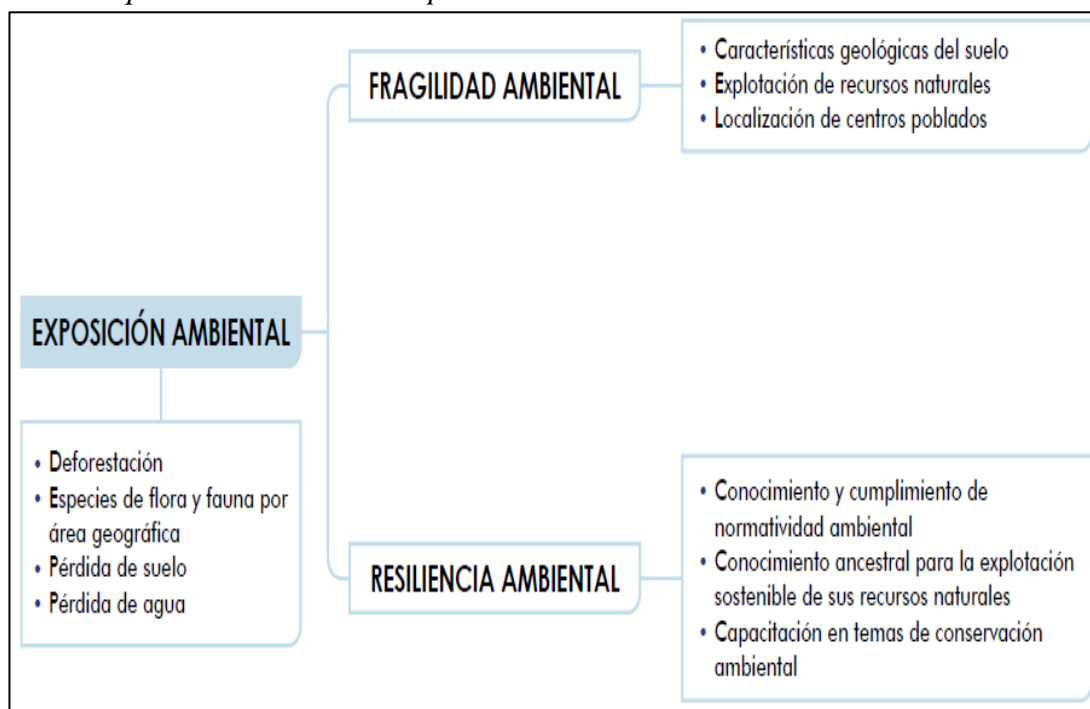 FRAGILIDAD AMBIENTAL
• Características geológicas del suelo
• Explotación de recursos naturales
• Localización de centros poblados
EXPOSICIÓN AMBIENTAL
• Deforestación
• Especies de flora y fauna por
área geográfica
• Pérdida de suelo
• Pérdida de agua
RESILIENCIA AMBIENTAL
• Conocimiento y cumplimiento de
normatividad ambiental
• Conocimiento ancestral para la explotación
sostenible de sus recursos naturales
• Capacitación en temas de conservación
ambiental